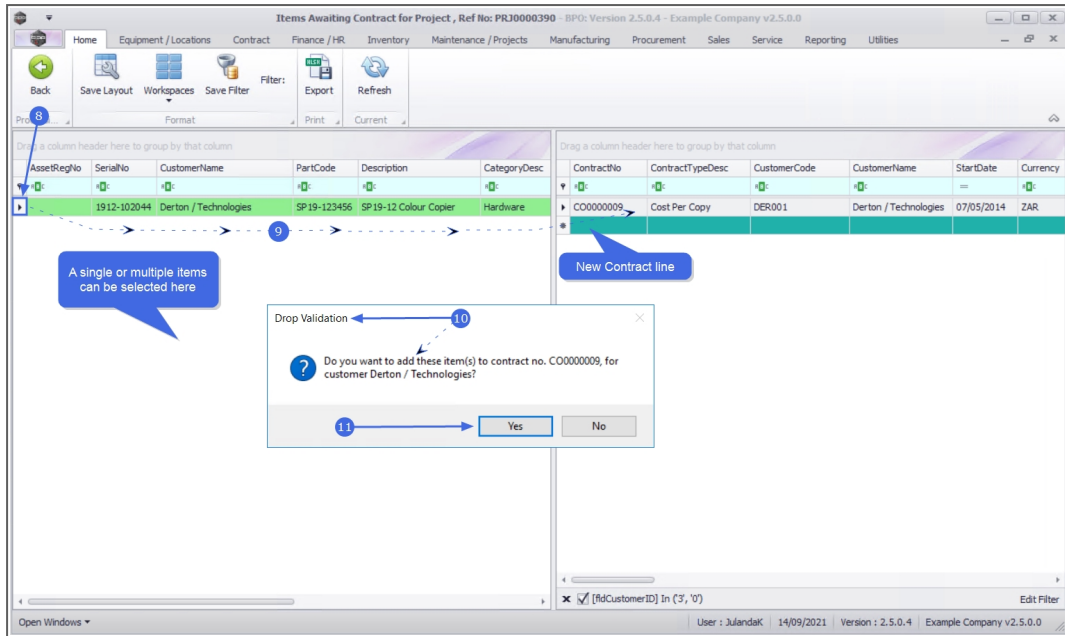 Items Awaiting Contract for Project , Ref No: PRJ0000390 - BPO: Version 2.5.0.4 - Example Company v2.5.0.0
Home Equipment / Locations Contract Finance / HR Inventory Maintenance / Projects Manufacturing Procurement Sales Service Reporting Utilities
Back Save Layout Workspaces Save Filter Filter: Export Refresh
8
Format Print Current
Drag a column header here to group by that column
Drag a column header here to group by that column
AssetRegNo SerialNo CustomerName PartCode Description CategoryDesc
ContractNo ContractTypeDesc CustomerCode CustomerName StartDate Currency
1912-102044 Derton / Technologies SP19-123456 SP19-12 Colour Copier Hardware
CO0000009 Cost Per Copy DER001 Derton / Technologies 07/05/2014 ZAR
9
A single or multiple items
can be selected here
New Contract line
Drop Validation 10
Do you want to add these item(s) to contract no. CO0000009, for
customer Derton / Technologies?
11 Yes No
[fldCustomerID] In ('3', '0') Edit Filter
Open Windows User : JulandaK 14/09/2021 Version : 2.5.0.4 Example Company v2.5.0.0